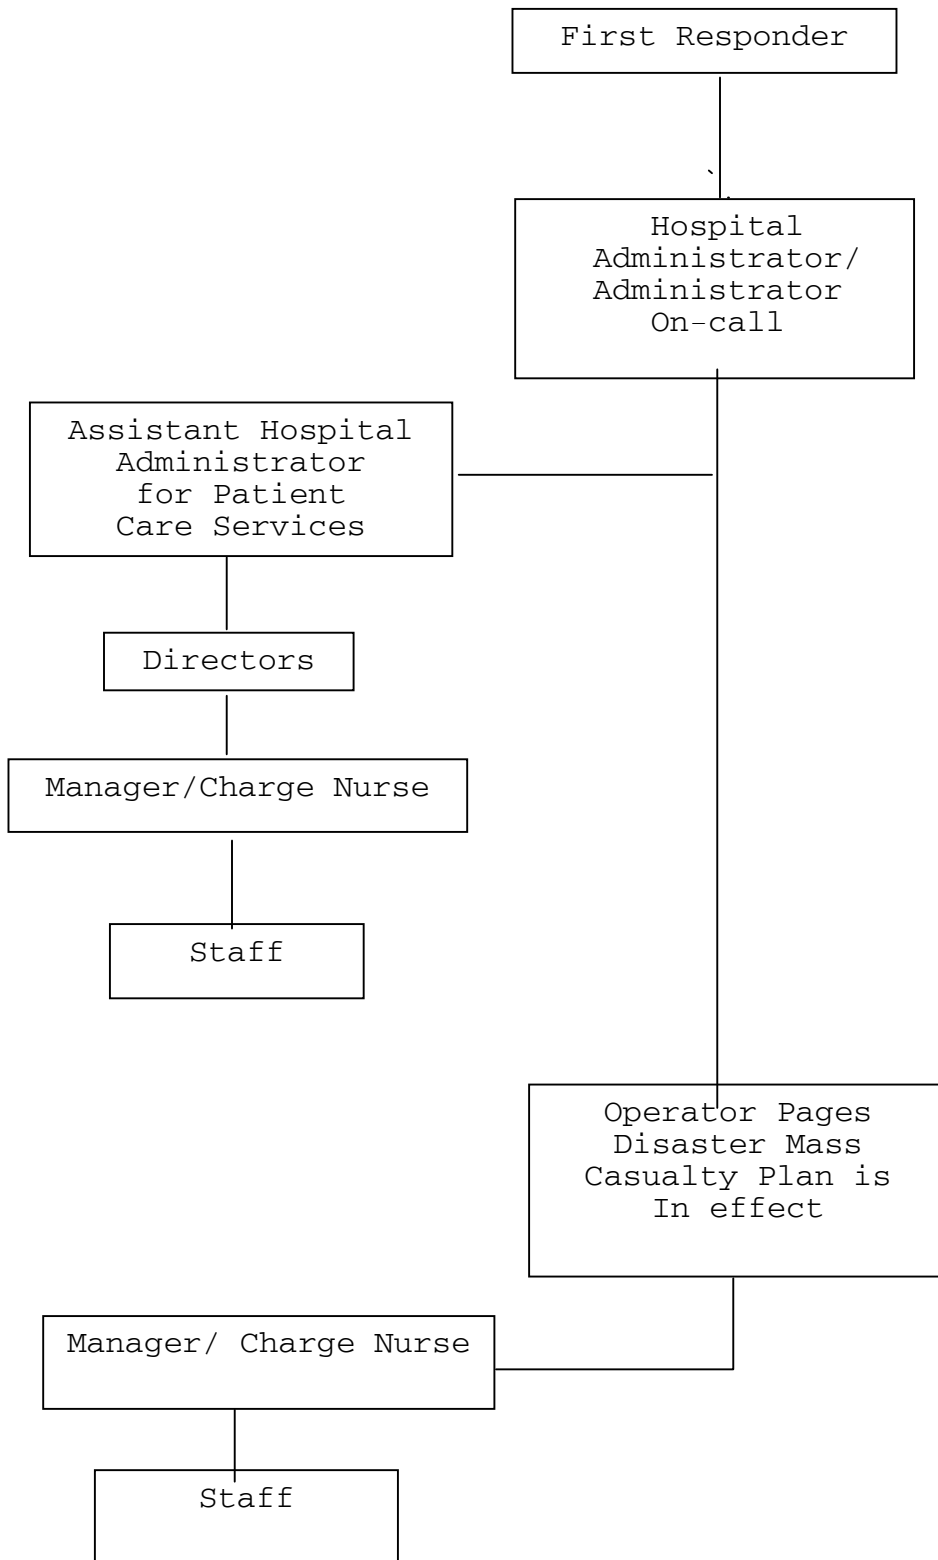 First Responder
Hospital
Administrator/
Administrator
On-call
Assistant Hospital
Administrator
for Patient
Care Services
Directors
Manager/Charge Nurse
Staff
Operator Pages
Disaster Mass
Casualty Plan is
In effect
Manager/ Charge Nurse
Staff